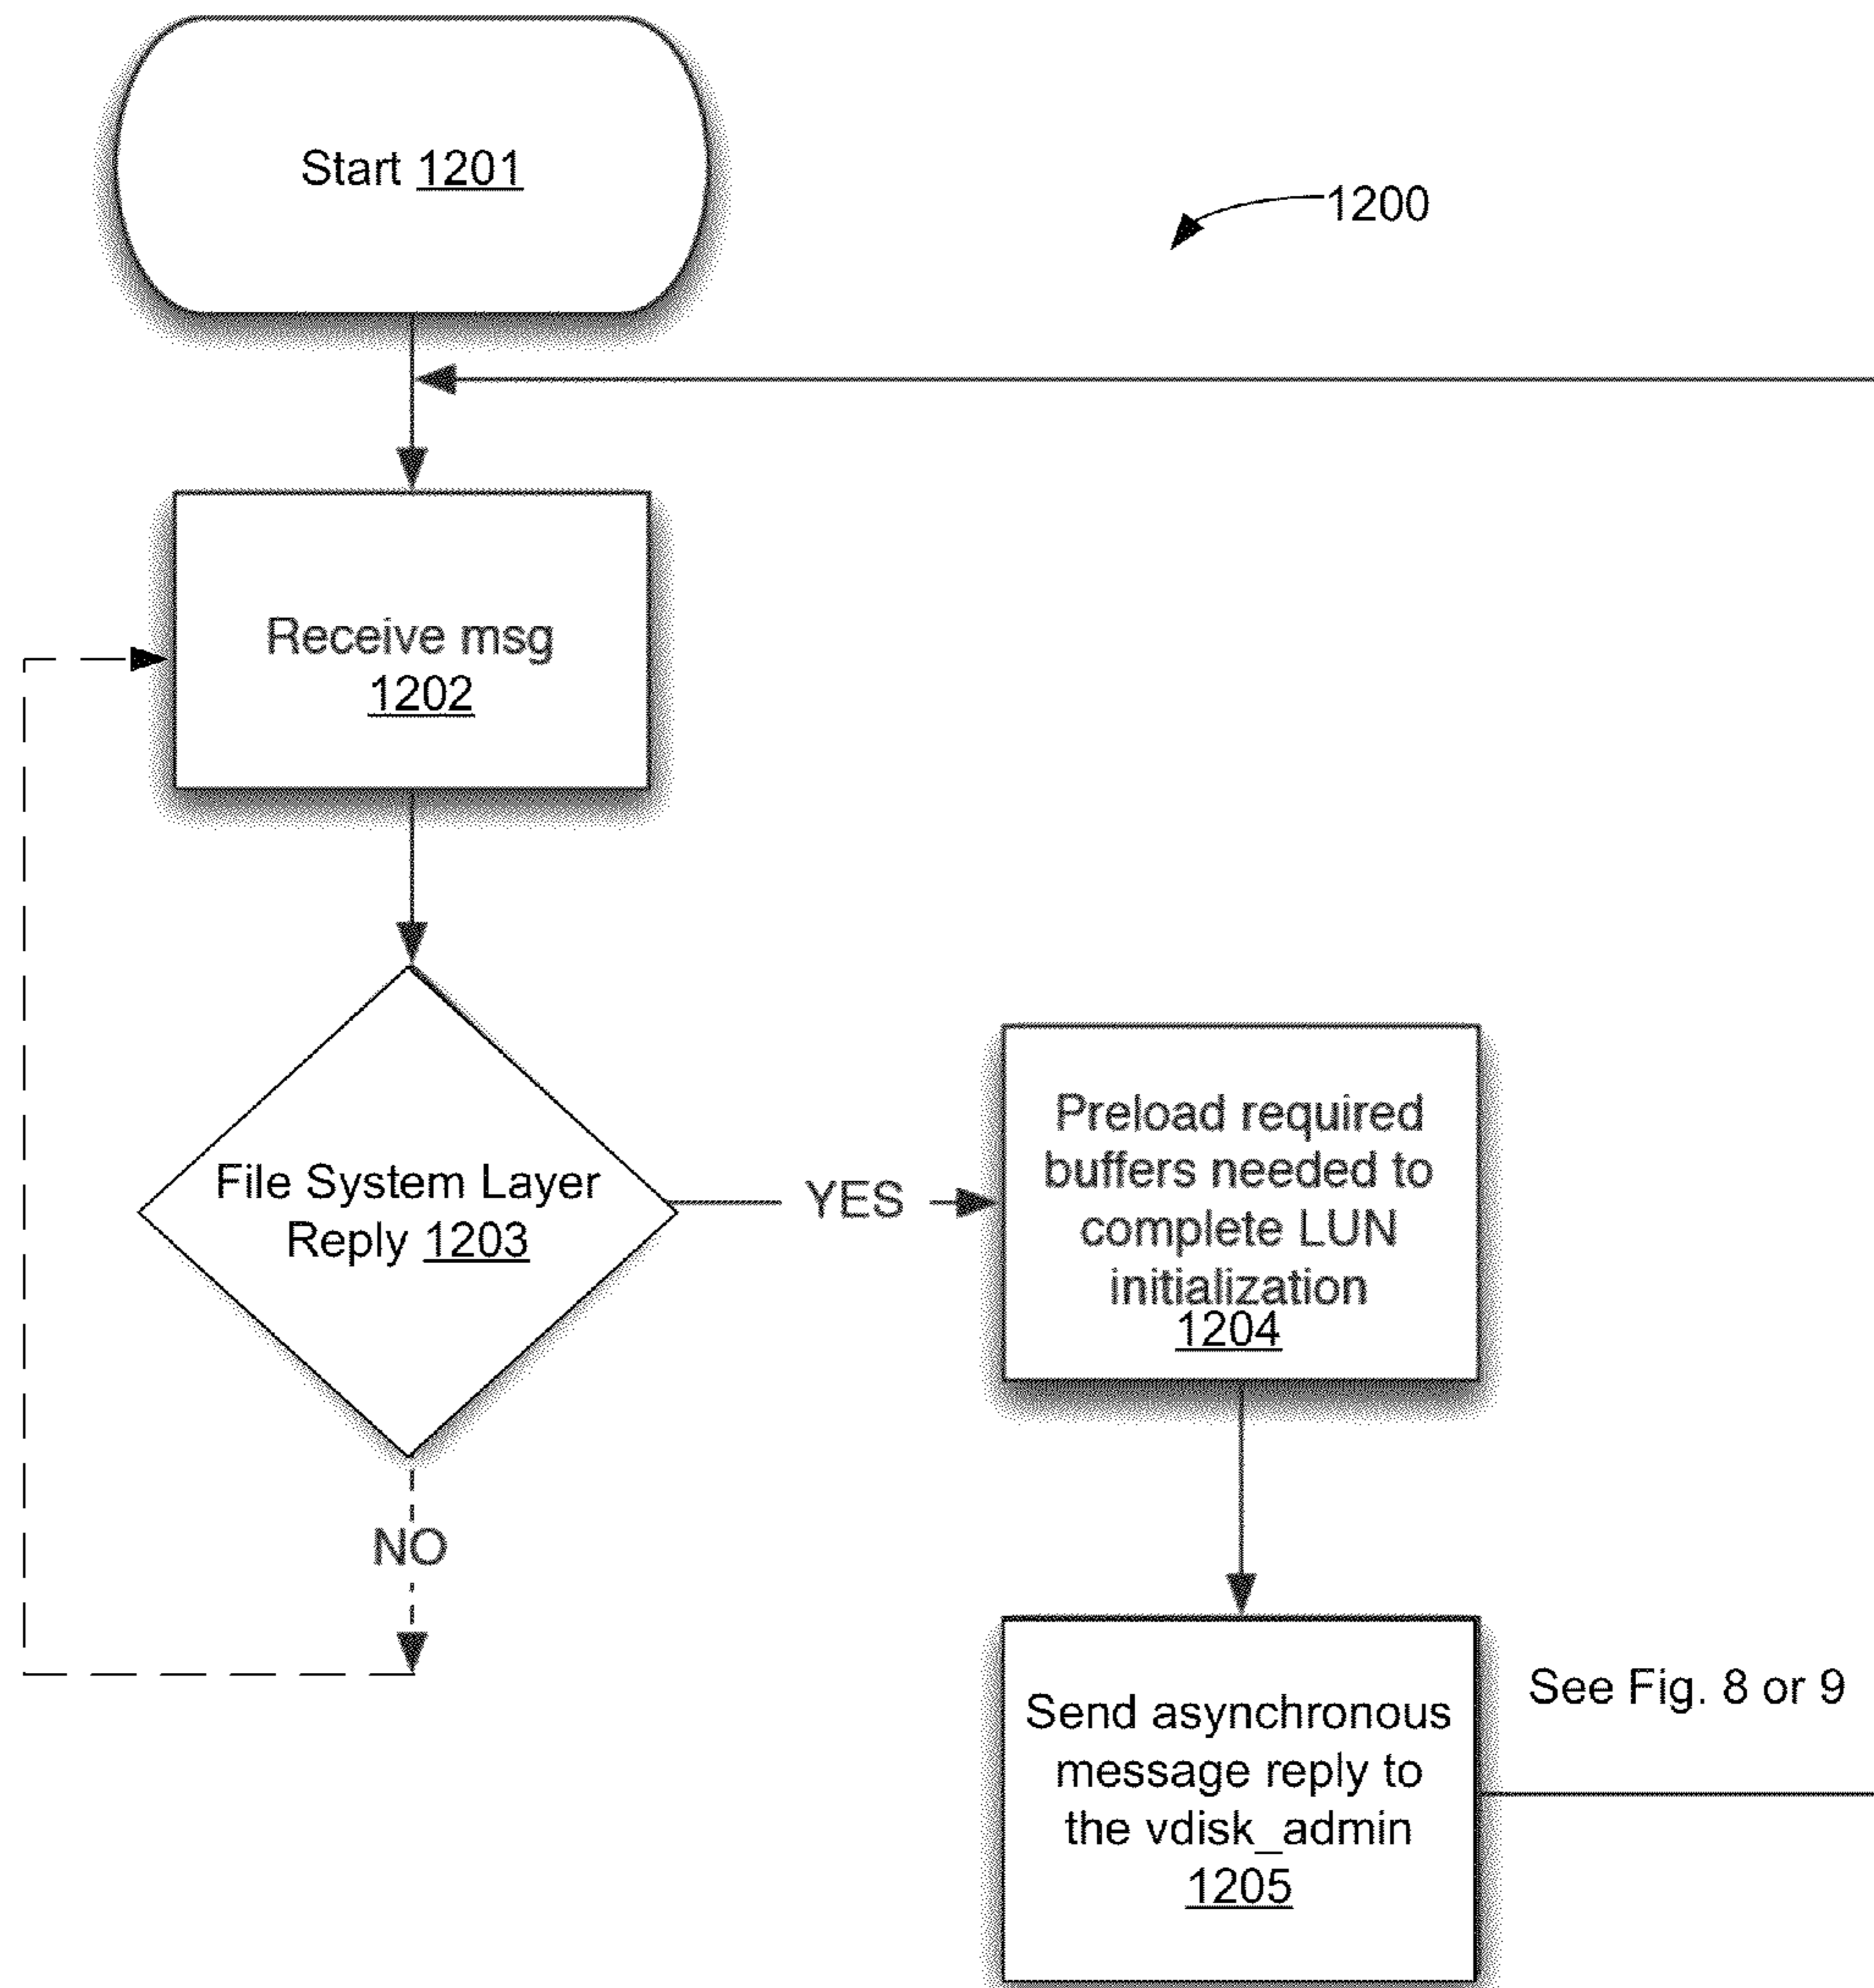 Start 1201
1200
Receive msg
1202
File System Layer
Reply 1203
YES
Preload required
buffers needed to
complete LUN
initialization
1204
NO
Send asynchronous
message reply to
the vdisk_admin
1205
See Fig. 8 or 9